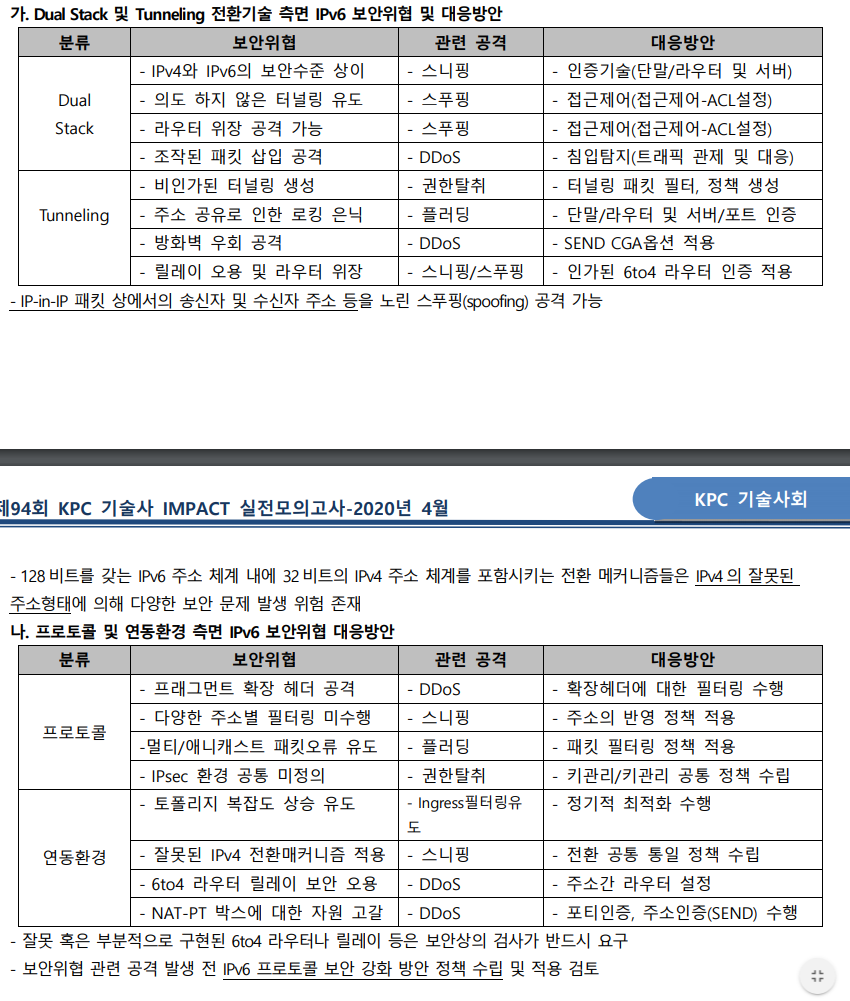 가. Dual Stack 및 Tunneling 전환기술 측면 IPv6 보안위협 및 대응방안
분류 보안위협 관련 공격 대응방안
Dual Stack
- IPv4와 IPv6의 보안수준 상이 - 스니핑 - 인증기술(단말/라우터 및 서버)
- 의도 하지 않은 터널링 유도 - 스푸핑 - 접근제어(접근제어-ACL설정)
- 라우터 위장 공격 가능 - 스푸핑 - 접근제어(접근제어-ACL설정)
- 조작된 패킷 삽입 공격 - DDoS - 침입탐지(트래픽 관제 및 대응)
Tunneling
- 비인가된 터널링 생성 - 권한탈취 - 터널링 패킷 필터, 정책 생성
- 주소 공유로 인한 로킹 은닉 - 플러딩 - 단말/라우터 및 서버/포트 인증
- 방화벽 우회 공격 - DDoS - SEND CGA옵션 적용
- 릴레이 오용 및 라우터 위장 - 스니핑/스푸핑 - 인가된 6to4 라우터 인증 적용
- IP-in-IP 패킷 상에서의 송신자 및 수신자 주소 등을 노린 스푸핑(spoofing) 공격 가능
제94회 KPC 기술사 IMPACT 실전모의고사-2020년 4월
KPC 기술사회
- 128비트를 갖는 IPv6 주소 체계 내에 32비트의 IPv4 주소 체계를 포함시키는 전환 메커니즘들은 IPv4의 잘못된
주소형태에 의해 다양한 보안 문제 발생 위험 존재
나. 프로토콜 및 연동환경 측면 IPv6 보안위협 대응방안
분류 보안위협 관련 공격 대응방안
프로토콜
- 프래그먼트 확장 헤더 공격 - DDoS - 확장헤더에 대한 필터링 수행
- 다양한 주소별 필터링 미수행 - 스니핑 - 주소의 반영 정책 적용
-멀티/애니캐스트 패킷오류 유도 - 플러딩 - 패킷 필터링 정책 적용
- IPsec 환경 공통 미정의 - 권한탈취 - 키관리/키관리 공통 정책 수립
연동환경
- 토폴리지 복잡도 상승 유도 - Ingress필터링유도 - 정기적 최적화 수행
- 잘못된 IPv4 전환매커니즘 적용 - 스니핑 - 전환 공통 통일 정책 수립
- 6to4 라우터 릴레이 보안 오용 - DDoS - 주소간 라우터 설정
- NAT-PT 박스에 대한 자원 고갈 - DDoS - 포티인증, 주소인증(SEND) 수행
- 잘못 혹은 부분적으로 구현된 6to4 라우터나 릴레이 등은 보안상의 검사가 반드시 요구
- 보안위협 관련 공격 발생 전 IPv6 프로토콜 보안 강화 방안 정책 수립 및 적용 검토